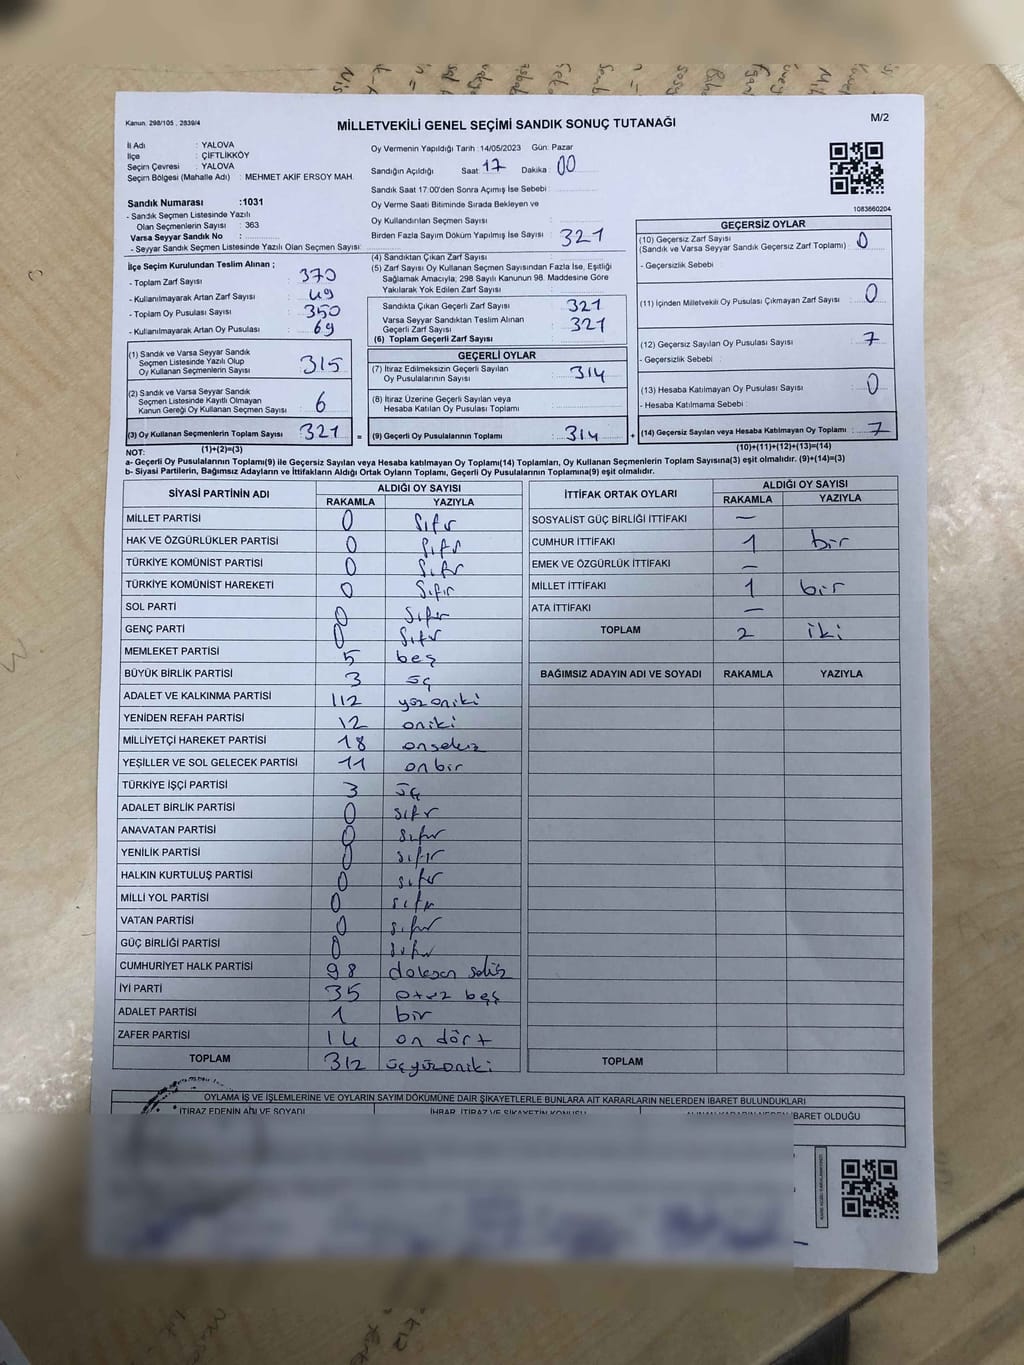 Kanun. 298/105 , 2839/4
MİLLETVEKİLİ GENEL SEÇİMİ SANDIK SONUÇ TUTANAĞI
M/2
İl Adı : YALOVA
İlçe : ÇİFTLİKKÖY
Seçim Çevresi : YALOVA
Seçim Bölgesi (Mahalle Adı) : MEHMET AKİF ERSOY MAH.
Sandık Numarası :1031
- Sandık Seçmen Listesinde Yazılı
Olan Seçmenlerin Sayısı : 363
Varsa Seyyar Sandık No :
- Seyyar Sandık Seçmen Listesinde Yazılı Olan Seçmen Sayısı:
Oy Vermenin Yapıldığı Tarih :14/05/2023 Gün: Pazar
Sandığın Açıldığı Saat: 17 Dakika : 00
Sandık Saat 17:00'den Sonra Açımış İse Sebebi :
Oy Verme Saati Bitiminde Sırada Bekleyen ve
Oy Kullandırılan Seçmen Sayısı :
Birden Fazla Sayım Döküm Yapılmış İse Sayısı : 321
1083660204
İlçe Seçim Kurulundan Teslim Alınan ;
- Toplam Zarf Sayısı : 370
- Kullanılmayarak Artan Zarf Sayısı : 49
- Toplam Oy Pusulası Sayısı : 350
- Kullanılmayarak Artan Oy Pusulası : 69
(1) Sandık ve Varsa Seyyar Sandık
Seçmen Listesinde Yazılı Olup
Oy Kullanan Seçmenlerin Sayısı : 315
(2) Sandık ve Varsa Seyyar Sandık
Seçmen Listesinde Kayıtlı Olmayan
Kanun Gereği Oy Kullanan Seçmen Sayısı : 6
(3) Oy Kullanan Seçmenlerin Toplam Sayısı : 321 =
(1)+(2)=(3)
(4) Sandıktan Çıkan Zarf Sayısı :
(5) Zarf Sayısı Oy Kullanan Seçmen Sayısından Fazla İse, Eşitliği
Sağlamak Amacıyla; 298 Sayılı Kanunun 98. Maddesine Göre
Yakılarak Yok Edilen Zarf Sayısı :
Sandıkta Çıkan Geçerli Zarf Sayısı : 321
Varsa Seyyar Sandıktan Teslim Alınan
Geçerli Zarf Sayısı : 321
(6) Toplam Geçerli Zarf Sayısı :
GEÇERLİ OYLAR
(7) İtiraz Edilmeksizin Geçerli Sayılan
Oy Pusulalarının Sayısı : 314
(8) İtiraz Üzerine Geçerli Sayılan veya
Hesaba Katılan Oy Pusulası Toplamı :
(9) Geçerli Oy Pusulalarının Toplamı : 314 +
GEÇERSİZ OYLAR
(10) Geçersiz Zarf Sayısı : 0
(Sandık ve Varsa Seyyar Sandık Geçersiz Zarf Toplamı)
- Geçersizlik Sebebi :
(11) İçinden Milletvekili Oy Pusulası Çıkmayan Zarf Sayısı : 0
(12) Geçersiz Sayılan Oy Pusulası Sayısı : 7
- Geçersizlik Sebebi :
(13) Hesaba Katılmayan Oy Pusulası Sayısı : 0
- Hesaba Katılmama Sebebi :
(14) Geçersiz Sayılan veya Hesaba Katılmayan Oy Toplamı : 7
(10)+(11)+(12)+(13)=(14)
NOT:
a- Geçerli Oy Pusulalarının Toplamı(9) ile Geçersiz Sayılan veya Hesaba katılmayan Oy Toplamı(14) Toplamları, Oy Kullanan Seçmenlerin Toplam Sayısına(3) eşit olmalıdır. (9)+(14)=(3)
b- Siyasi Partilerin, Bağımsız Adayların ve İttifakların Aldığı Ortak Oyların Toplamı, Geçerli Oy Pusulalarının Toplamına(9) eşit olmalıdır.
SİYASİ PARTİNİN ADI ALDIĞI OY SAYISI
RAKAMLA YAZIYLA
MİLLET PARTİSİ 0 Sıfır
HAK VE ÖZGÜRLÜKLER PARTİSİ 0 Sıfır
TÜRKİYE KOMÜNİST PARTİSİ 0 Sıfır
TÜRKİYE KOMÜNİST HAREKETİ 0 Sıfır
SOL PARTİ 0 Sıfır
GENÇ PARTİ 0 Sıfır
MEMLEKET PARTİSİ 5 beş
BÜYÜK BİRLİK PARTİSİ 3 üç
ADALET VE KALKINMA PARTİSİ 112 yüzoniki
YENİDEN REFAH PARTİSİ 12 oniki
MİLLİYETÇİ HAREKET PARTİSİ 18 onsekiz
YEŞİLLER VE SOL GELECEK PARTİSİ 11 onbir
TÜRKİYE İŞÇİ PARTİSİ 3 üç
ADALET BİRLİK PARTİSİ 0 sıfır
ANAVATAN PARTİSİ 0 sıfır
YENİLİK PARTİSİ 0 sıfır
HALKIN KURTULUŞ PARTİSİ 0 sıfır
MİLLİ YOL PARTİSİ 0 sıfır
VATAN PARTİSİ 0 sıfır
GÜÇ BİRLİĞİ PARTİSİ 0 sıfır
CUMHURİYET HALK PARTİSİ 98 doksan sekiz
İYİ PARTİ 35 otuz beş
ADALET PARTİSİ 1 bir
ZAFER PARTİSİ 14 on dört
TOPLAM 312 üçyüzoniki
İTTİFAK ORTAK OYLARI ALDIĞI OY SAYISI
RAKAMLA YAZIYLA
SOSYALİST GÜÇ BİRLİĞİ İTTİFAKI —
CUMHUR İTTİFAKI 1 bir
EMEK VE ÖZGÜRLÜK İTTİFAKI —
MİLLET İTTİFAKI 1 bir
ATA İTTİFAKI —
TOPLAM 2 iki
BAĞIMSIZ ADAYIN ADI VE SOYADI RAKAMLA YAZIYLA
TOPLAM
OYLAMA İŞ VE İŞLEMLERİNE VE OYLARIN SAYIM DÖKÜMÜNE DAİR ŞİKAYETLERLE BUNLARA AİT KARARLARIN NELERDEN İBARET BULUNDUKLARI
İTİRAZ EDENİN ADI VE SOYADI İHBAR, İTİRAZ VE ŞİKAYETİN KONUSU ALINAN KARARIN NEDEN İBARET OLDUĞU